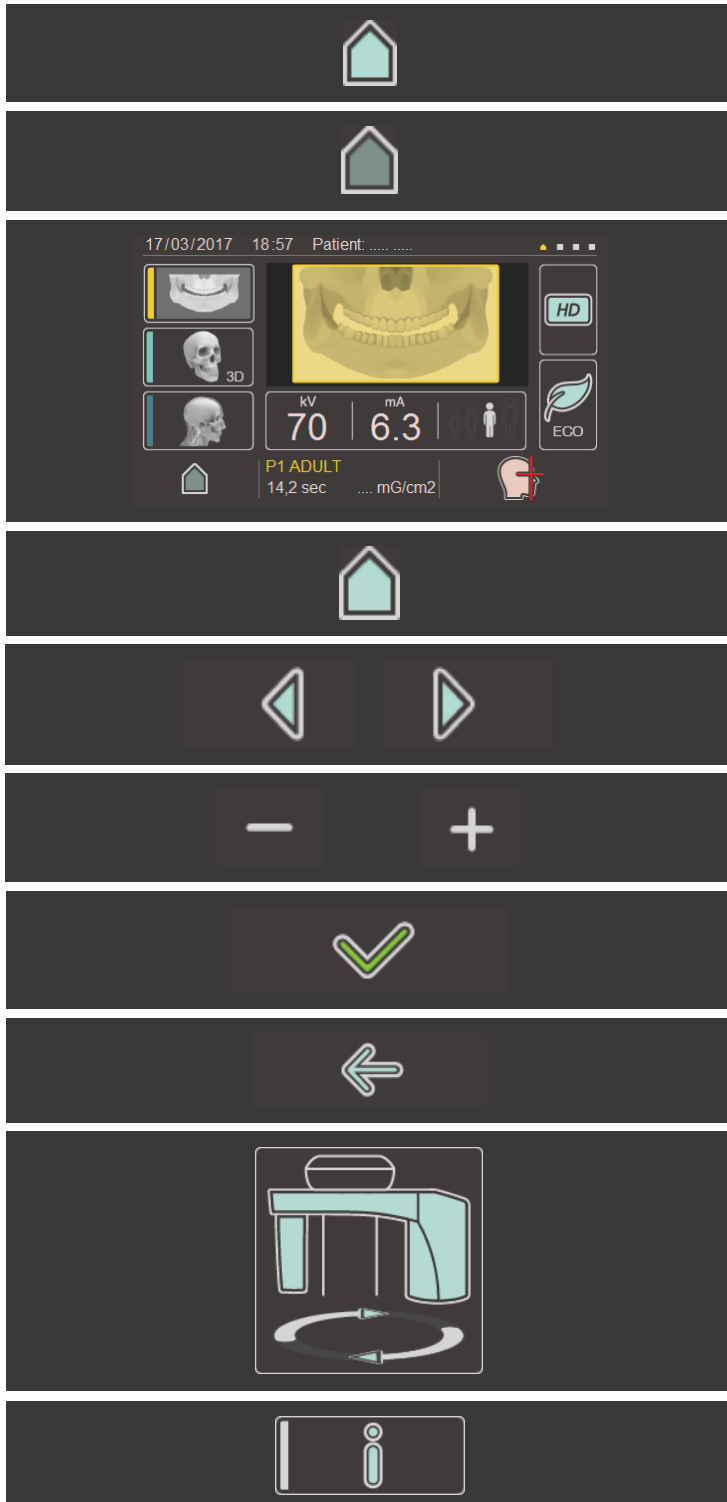 17/03/2017 18:57 Patient: ..... .....
HD
3D
kV mA
70 6.3
ECO
P1 ADULT
14,2 sec .... mG/cm2